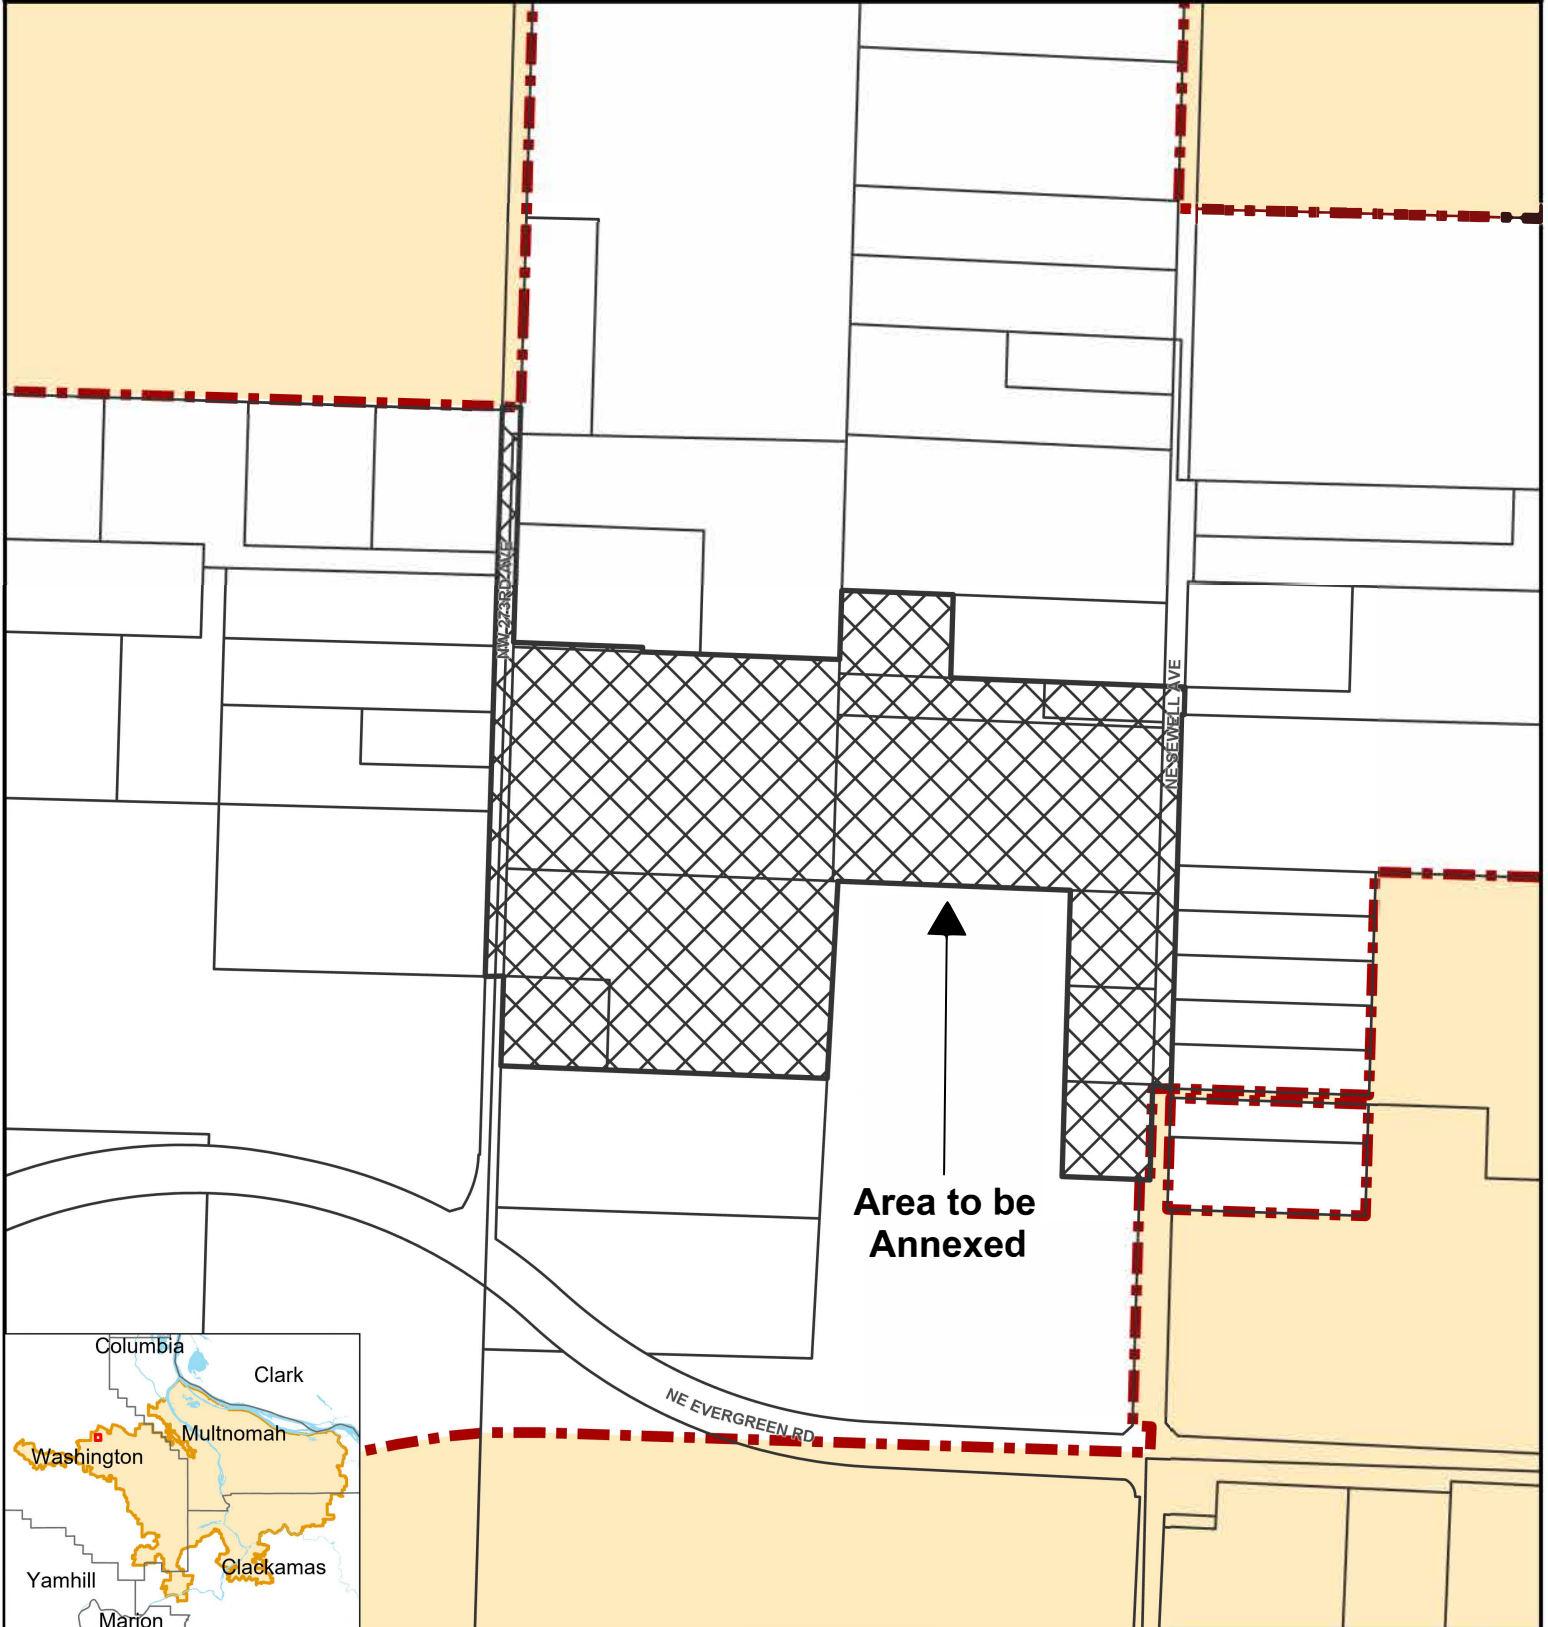 NW 273RD AVE
NE SEWELL AVE
Area to be
Annexed
NE EVERGREEN RD
Columbia
Clark
Multnomah
Washington
Clackamas
Yamhill
Marion